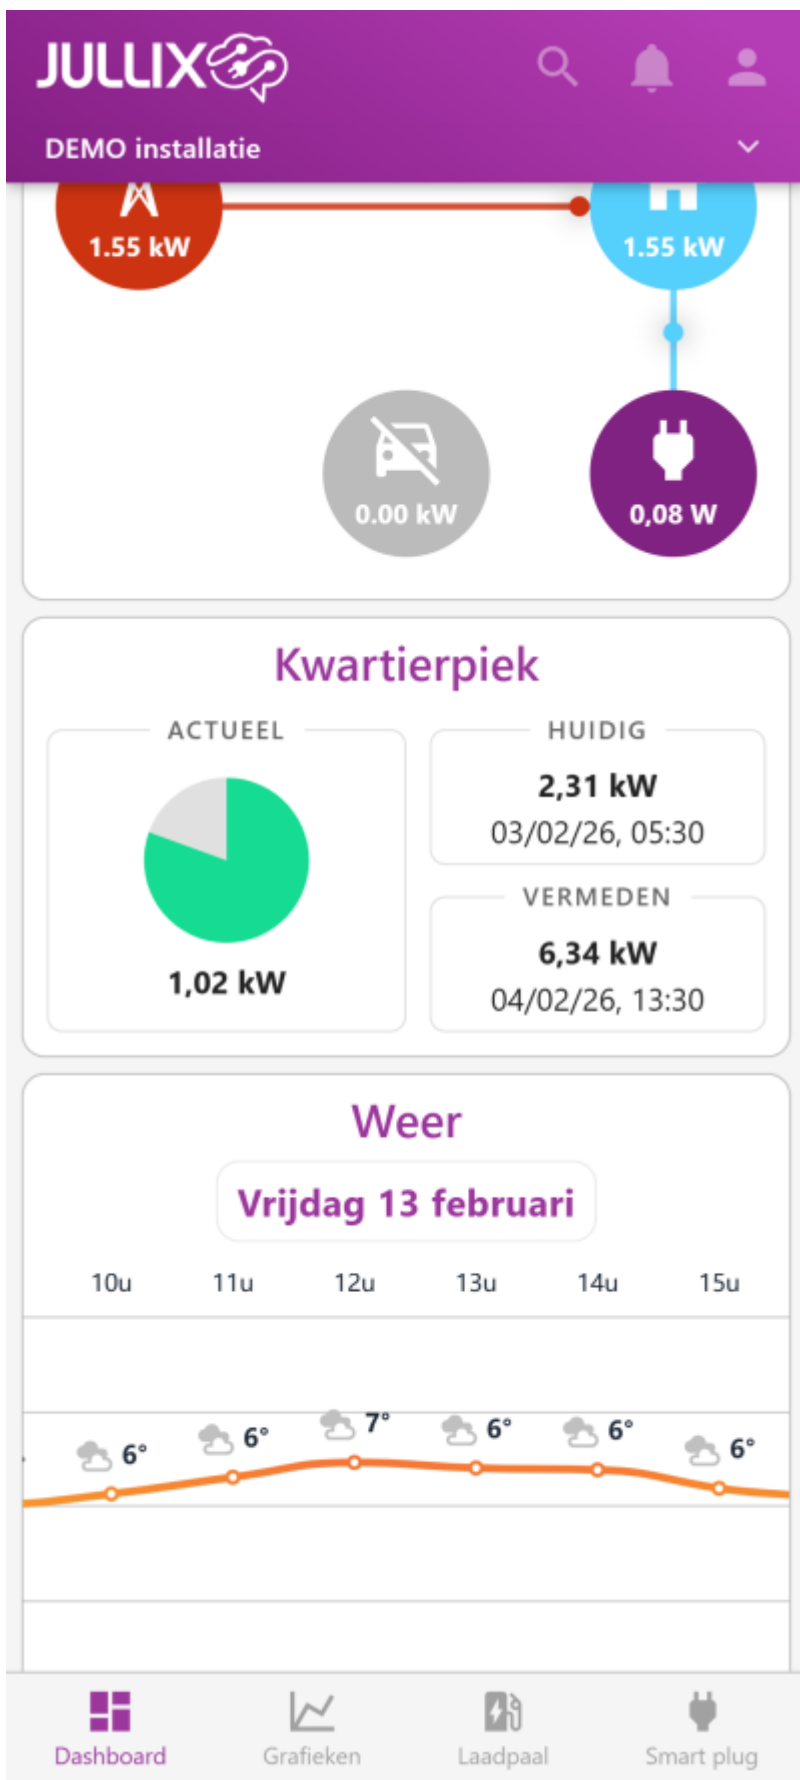 JULLIX
DEMO installatie
1.55 kW
1.55 kW
0.00 kW
0,08 W
Kwartierpiek
ACTUEEL
1,02 kW
HUIDIG
2,31 kW
03/02/26, 05:30
VERMEDEN
6,34 kW
04/02/26, 13:30
Weer
Vrijdag 13 februari
10u 11u 12u 13u 14u 15u
6° 6° 7° 6° 6° 6°
Dashboard Grafieken Laadpaal Smart plug